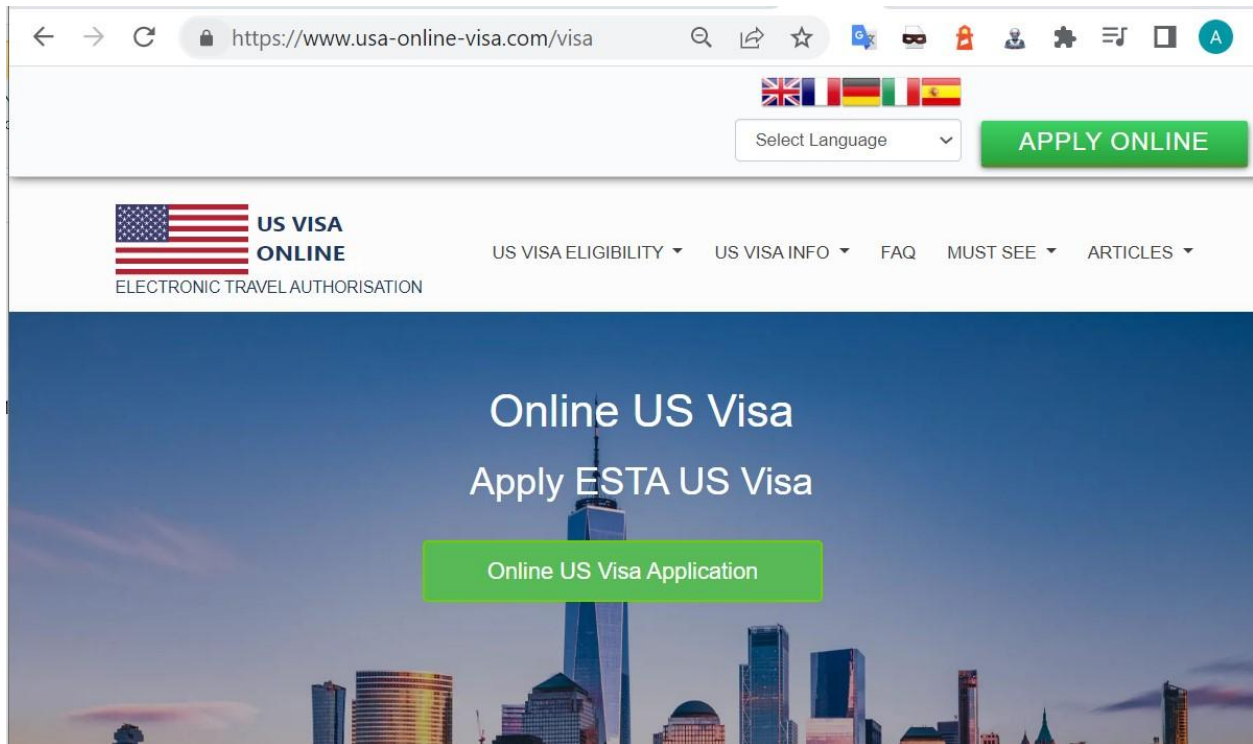 https://www.usa-online-visa.com/visa
A
Select Language
APPLY ONLINE
US VISA
ONLINE
ELECTRONIC TRAVEL AUTHORISATION
US VISA ELIGIBILITY US VISA INFO FAQ MUST SEE ARTICLES
Online US Visa
Apply ESTA US Visa
Online US Visa Application